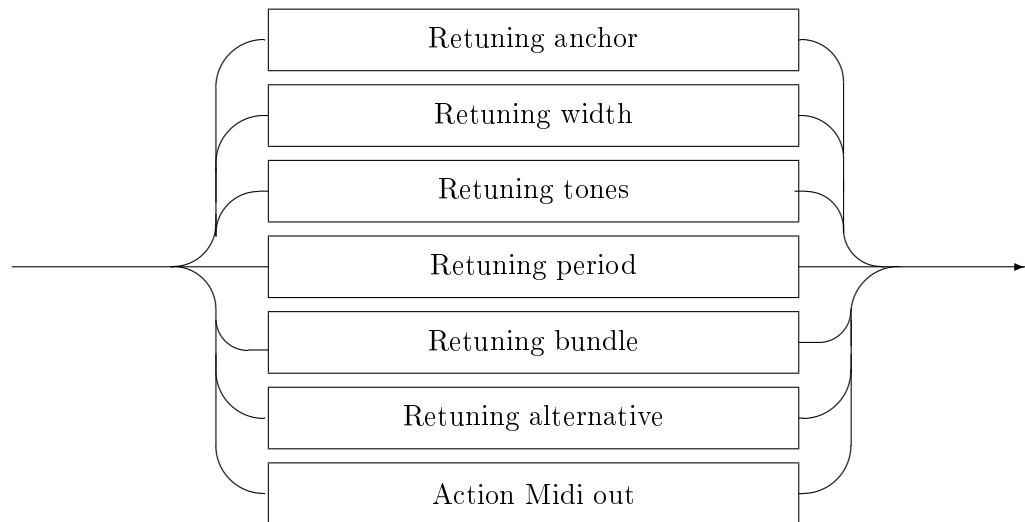 Retuning anchor
Retuning width
Retuning tones
Retuning period
Retuning bundle
Retuning alternative
Action Midi out